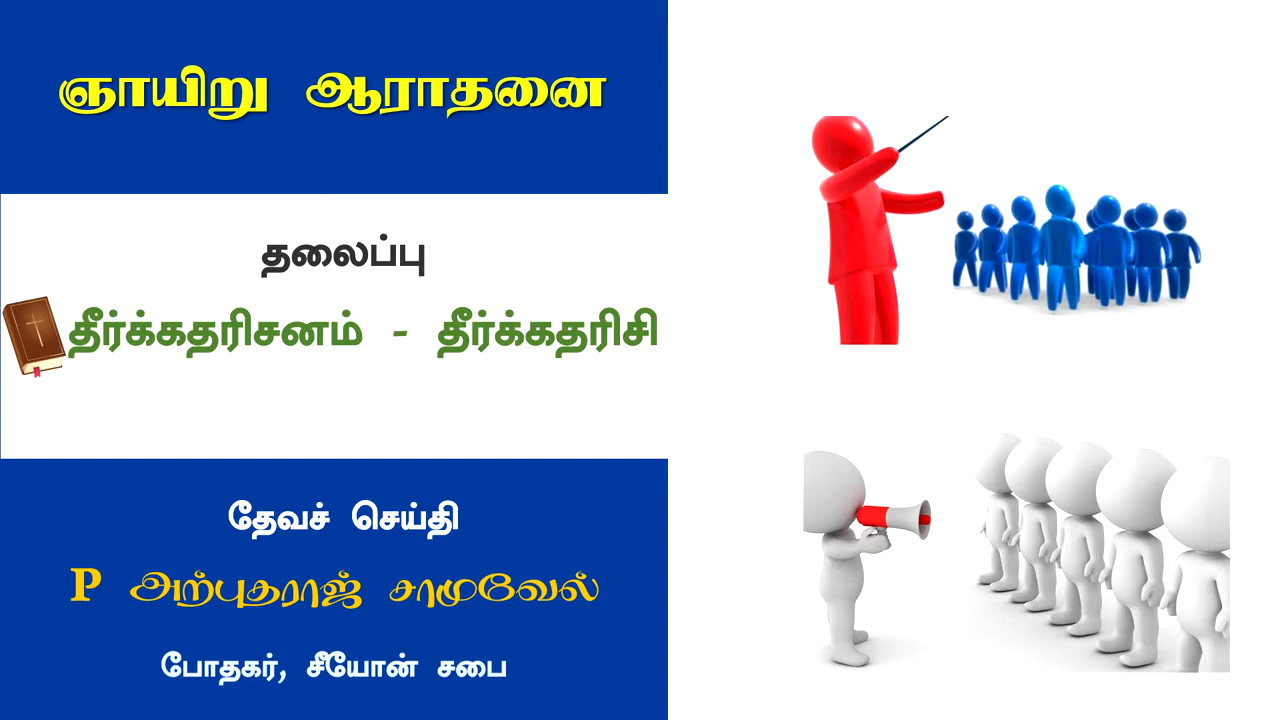 ஞாயிறு ஆராதனை
தலைப்பு
தீர்க்கதரிசனம் - தீர்க்கதரிசி
தேவச் செய்தி
P அற்புதராஜ் சாமுவேல்
போதகர், சீயோன் சபை